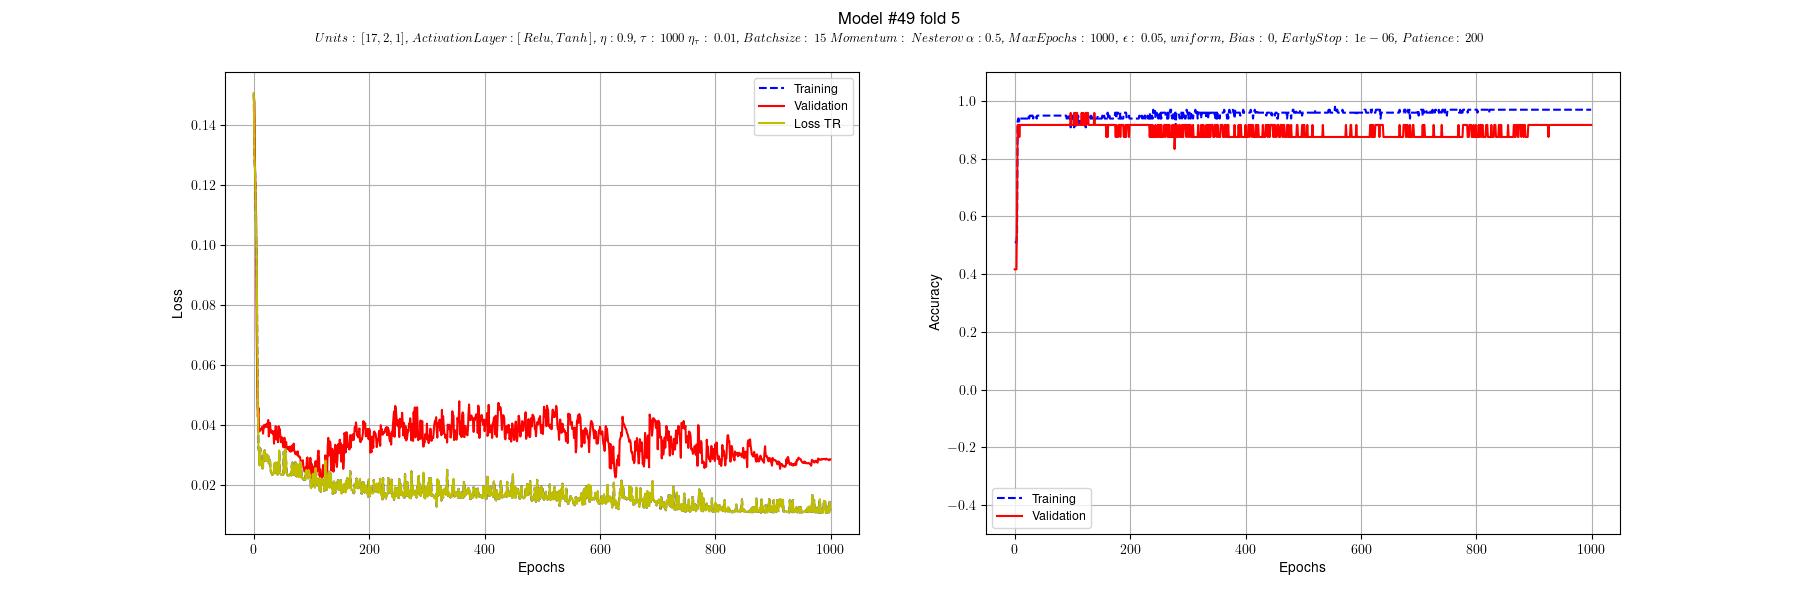 Model #49 fold 5
Units : [17, 2, 1], ActivationLayer : [ Relu, Tanh ], η : 0.9, τ : 1000 η_τ : 0.01, Batchsize : 15 Momentum : Nesterov α : 0.5, MaxEpochs : 1000, ϵ : 0.05, uniform, Bias : 0, EarlyStop : 1e − 06, Patience : 200
Training
Validation
Loss TR
0.14
0.12
0.10
0.08
0.06
0.04
0.02
Loss
0 200 400 600 800 1000
Epochs
1.0
0.8
0.6
0.4
0.2
0.0
−0.2
−0.4
Accuracy
Training
Validation
0 200 400 600 800 1000
Epochs